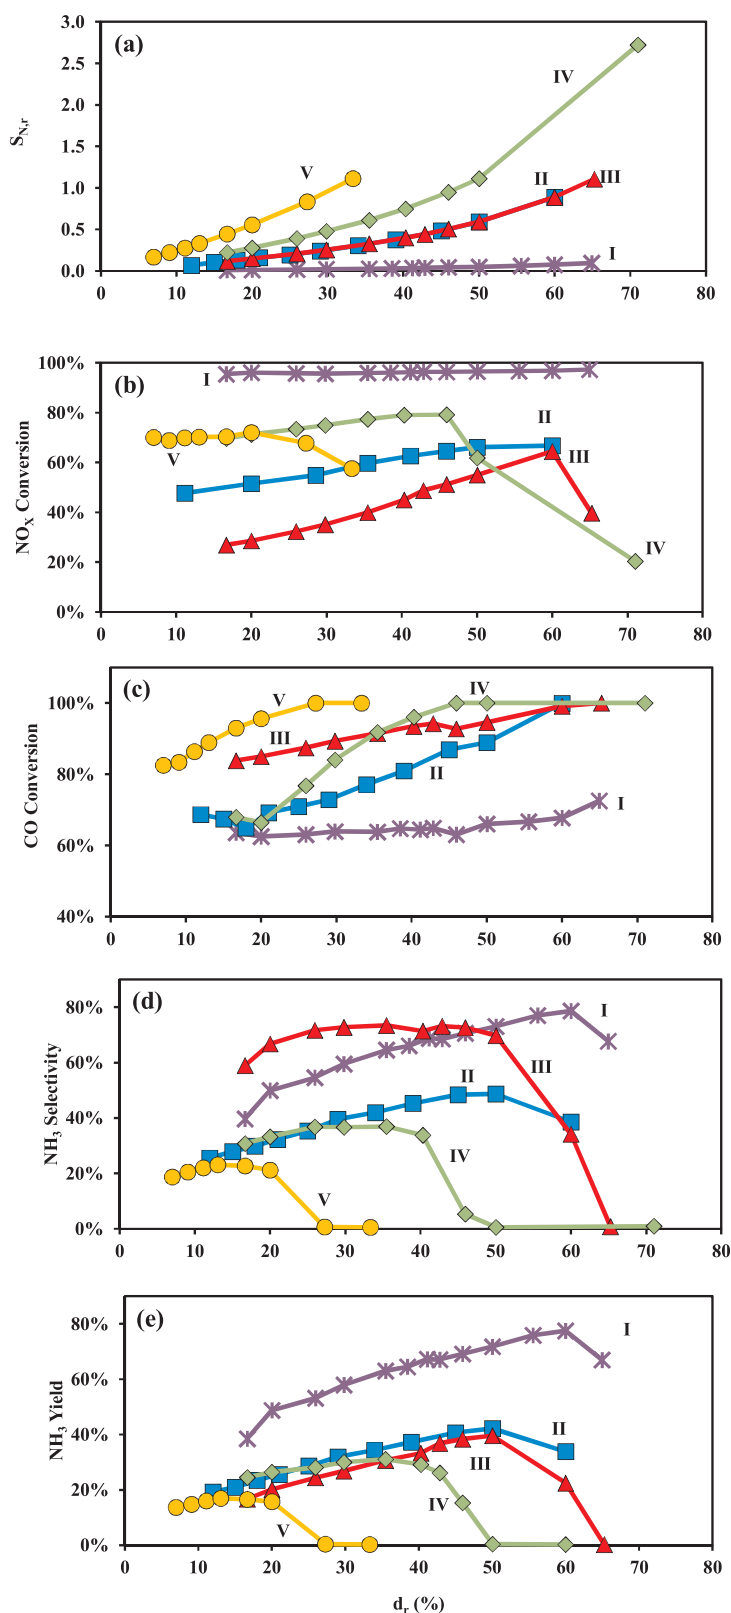 (a)
3.0
2.5
2.0
1.5
1.0
0.5
0.0
S_N,r
IV
V
II
III
I
0 10 20 30 40 50 60 70 80
(b)
100%
80%
60%
40%
20%
0%
NO_X Conversion
I
II
V
III
IV
0 10 20 30 40 50 60 70 80
(c)
100%
80%
60%
40%
CO Conversion
IV
V
III
II
I
0 10 20 30 40 50 60 70 80
(d)
80%
60%
40%
20%
0%
NH3 Selectivity
I
III
II
IV
V
0 10 20 30 40 50 60 70 80
(e)
80%
60%
40%
20%
0%
NH3 Yield
I
II
III
IV
V
0 10 20 30 40 50 60 70 80
d_r (%)